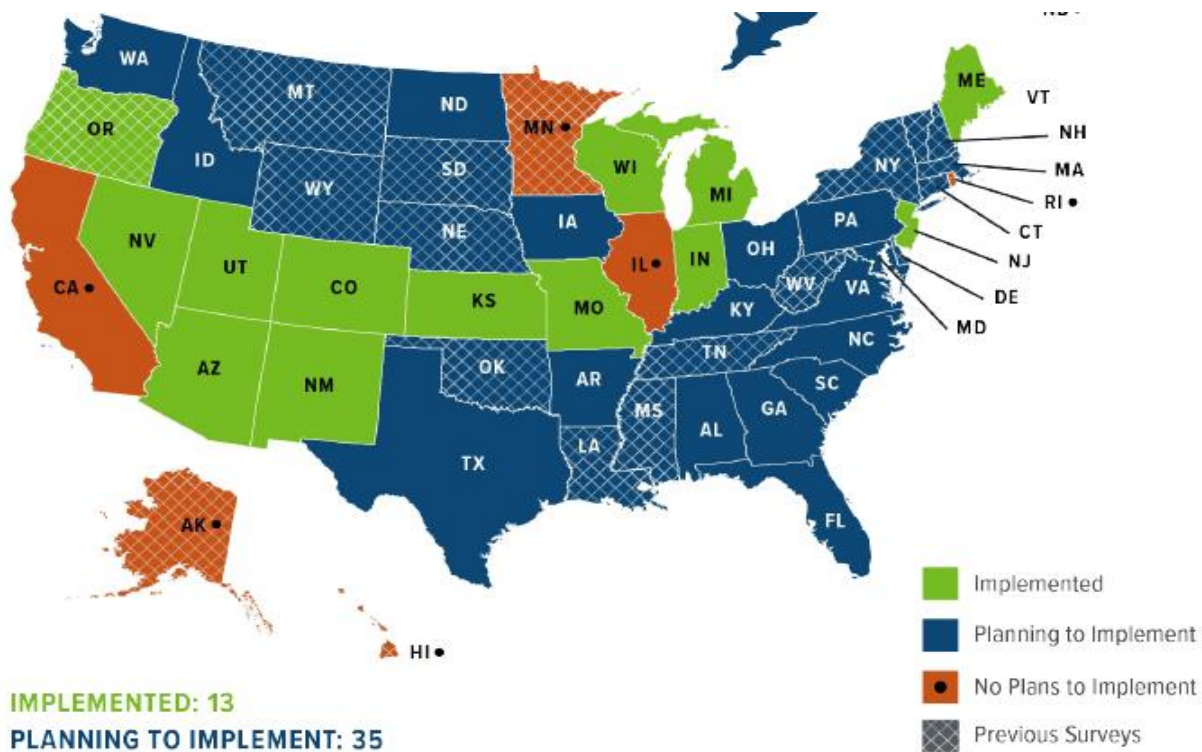 WA
MT
ND
MN
OR
ID
WY
SD
WI
MI
ME
VT
NH
NY
MA
RI
CT
NJ
DE
MD
NE
IA
PA
OH
NV
UT
CO
KS
MO
IL
IN
WV
VA
KY
CA
AZ
NM
OK
AR
TN
NC
SC
TX
LA
MS
AL
GA
FL
AK
HI
Implemented
Planning to Implement
No Plans to Implement
Previous Surveys
IMPLEMENTED: 13
PLANNING TO IMPLEMENT: 35